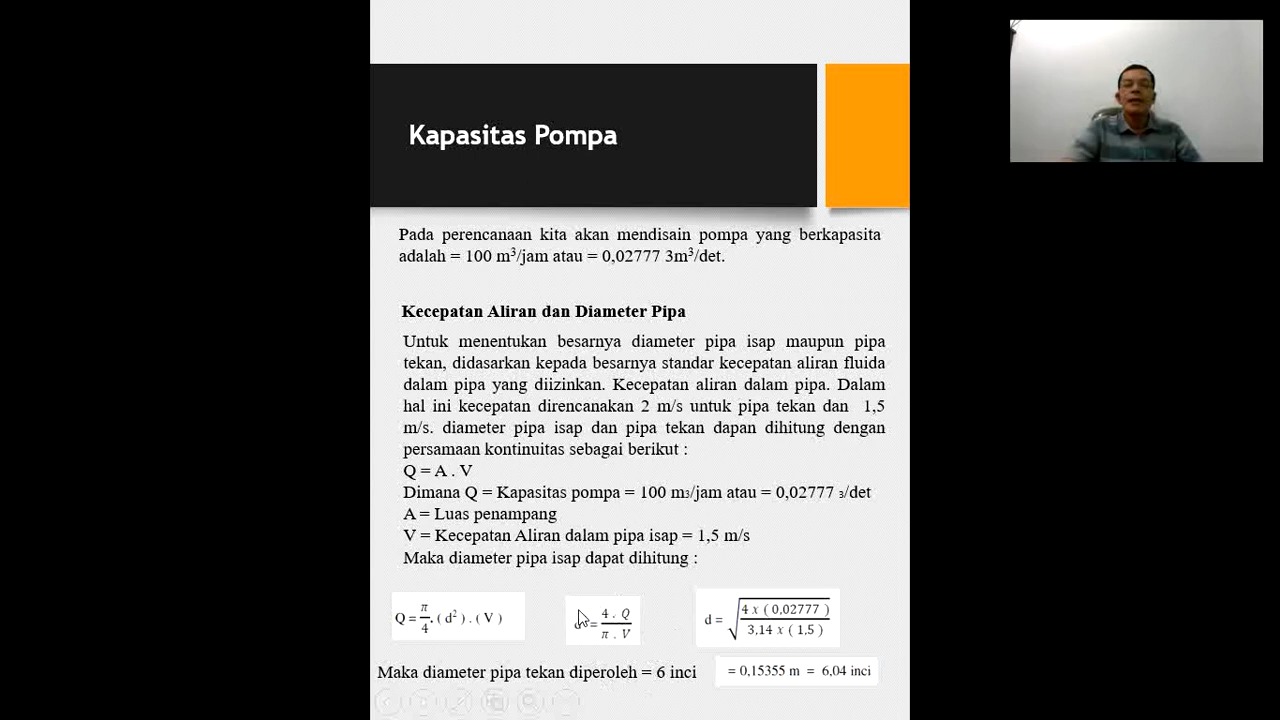 Kapasitas Pompa
Pada perencanaan kita akan mendisain pompa yang berkapasita
adalah = 100 m³/jam atau = 0,02777 3m³/det.
Kecepatan Aliran dan Diameter Pipa
Untuk menentukan besarnya diameter pipa isap maupun pipa
tekan, didasarkan kepada besarnya standar kecepatan aliran fluida
dalam pipa yang diizinkan. Kecepatan aliran dalam pipa. Dalam
hal ini kecepatan direncanakan 2 m/s untuk pipa tekan dan 1,5
m/s. diameter pipa isap dan pipa tekan dapan dihitung dengan
persamaan kontinuitas sebagai berikut :
Q = A . V
Dimana Q = Kapasitas pompa = 100 m₃/jam atau = 0,02777 ₃/det
A = Luas penampang
V = Kecepatan Aliran dalam pipa isap = 1,5 m/s
Maka diameter pipa isap dapat dihitung :
Q = π/4 . ( d² ) . ( V )
= 4 . Q / π . V
d = √ 4 x ( 0,02777 ) / 3,14 x ( 1,5 )
Maka diameter pipa tekan diperoleh = 6 inci
= 0,15355 m = 6,04 inci